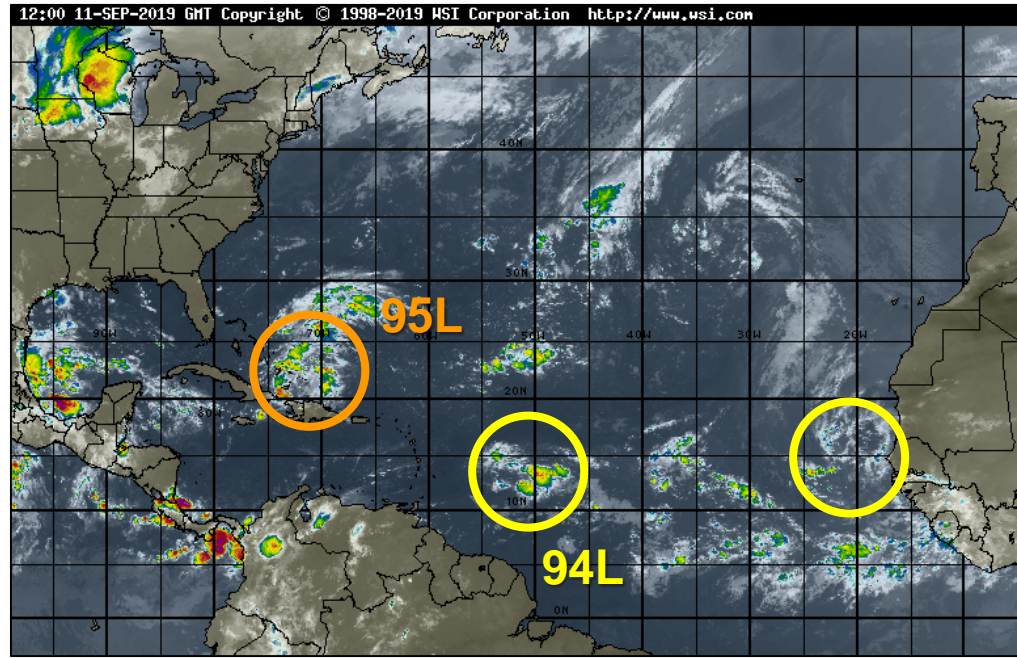 12:00 11-SEP-2019 GMT Copyright © 1998-2019 WSI Corporation http://www.wsi.com
40N
30N
95L
90W
70W
60W
50W
40W
30W
20W
20N
80W
10N
94L
0N